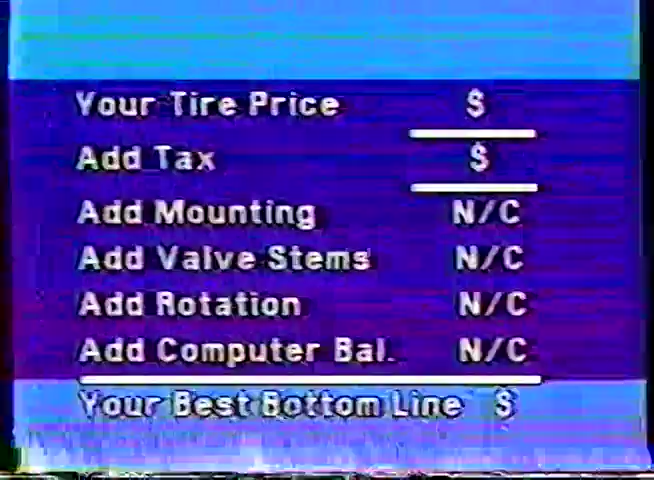 Your Tire Price $
Add Tax $
Add Mounting N/C
Add Valve Stems N/C
Add Rotation N/C
Add Computer Bal. N/C
Your Best Bottom Line $